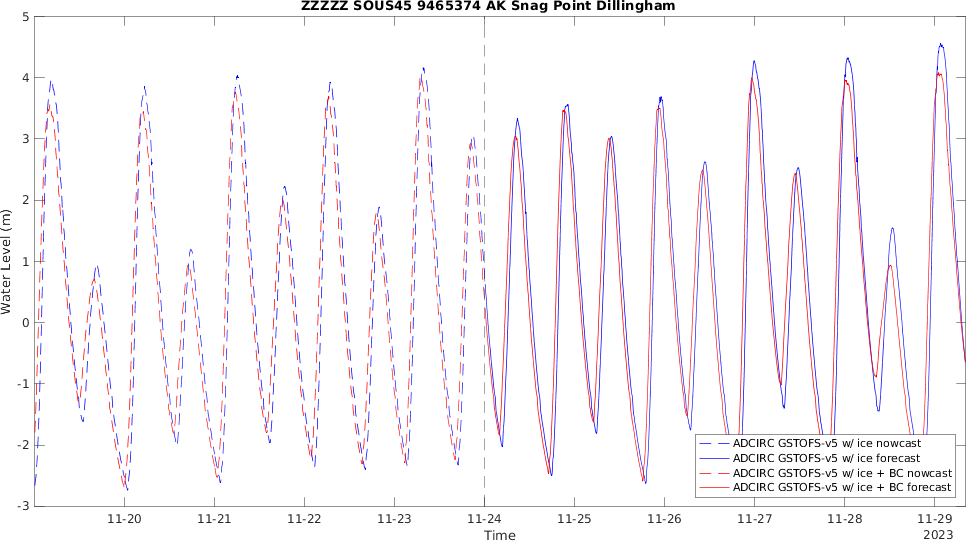 ZZZZZ SOUS45 9465374 AK Snag Point Dillingham
Water Level (m)
5
4
3
2
1
0
-1
-2
-3
ADCIRC GSTOFS-v5 w/ ice nowcast
ADCIRC GSTOFS-v5 w/ ice forecast
ADCIRC GSTOFS-v5 w/ ice + BC nowcast
ADCIRC GSTOFS-v5 w/ ice + BC forecast
11-20 11-21 11-22 11-23 11-24 11-25 11-26 11-27 11-28 11-29
2023
Time